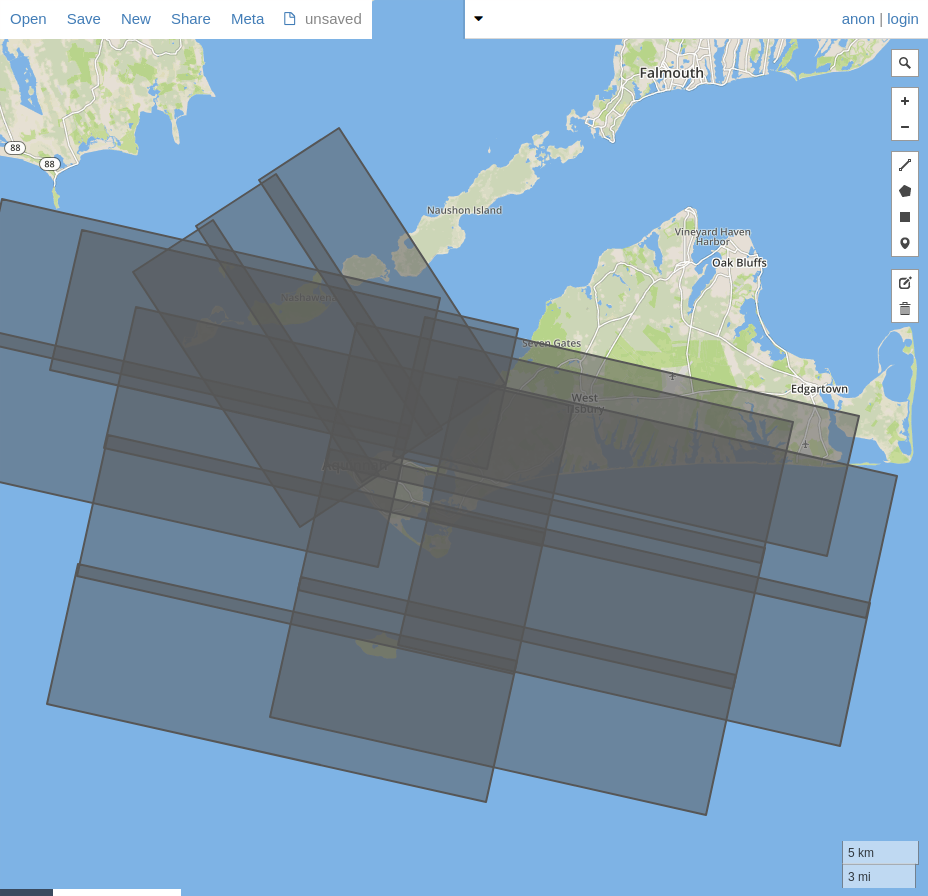 Open Save New Share Meta unsaved
anon | login
Falmouth
88
88
Naushon Island
Vineyard Haven
Harbor
Oak Bluffs
Nashawena
Seven Gates
Edgartown
West
Tisbury
5 km
3 mi